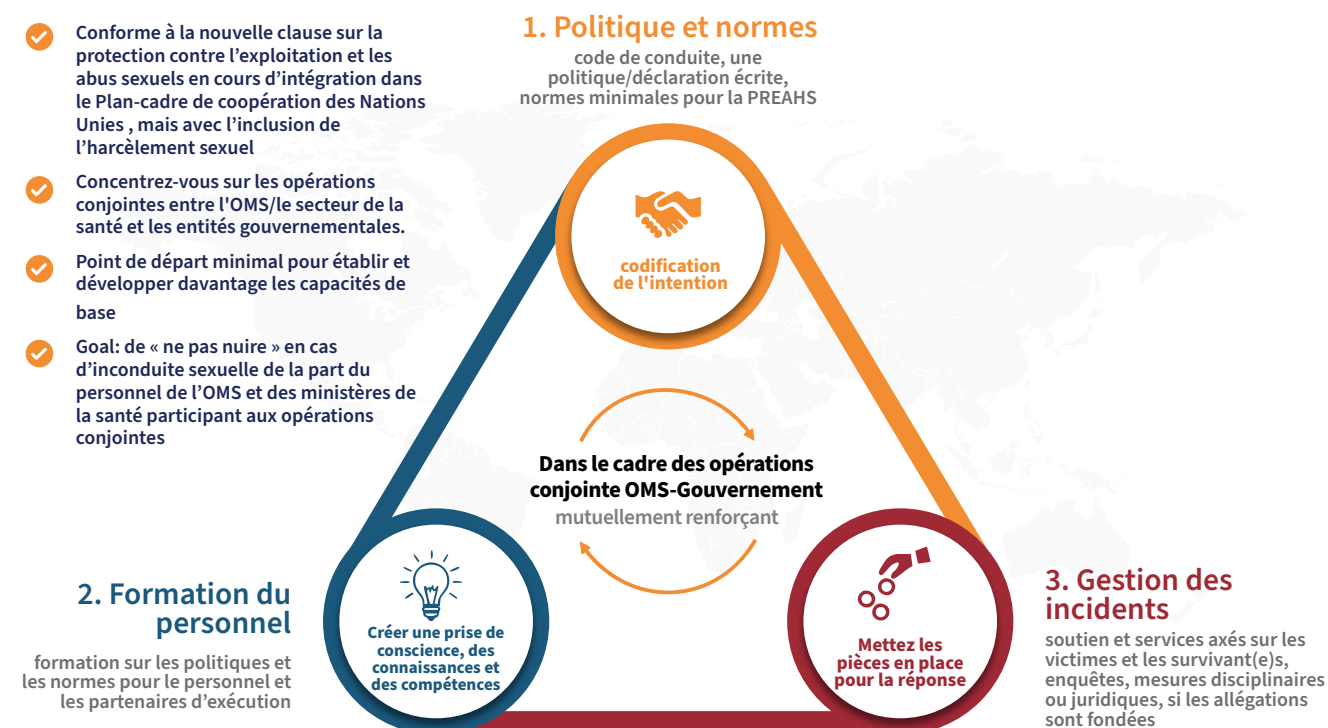 Conforme à la nouvelle clause sur la
protection contre l’exploitation et les
abus sexuels en cours d’intégration dans
le Plan-cadre de coopération des Nations
Unies , mais avec l’inclusion de
l’harcèlement sexuel
Concentrez-vous sur les opérations
conjointes entre l'OMS/le secteur de la
santé et les entités gouvernementales.
Point de départ minimal pour établir et
développer davantage les capacités de
base
Goal: de « ne pas nuire » en cas
d’inconduite sexuelle de la part du
personnel de l’OMS et des ministères de
la santé participant aux opérations
conjointes
1. Politique et normes
code de conduite, une
politique/déclaration écrite,
normes minimales pour la PREAHS
codification
de l'intention
Dans le cadre des opérations
conjointe OMS-Gouvernement
mutuellement renforçant
2. Formation du
personnel
formation sur les politiques et
les normes pour le personnel et
les partenaires d’exécution
Créer une prise de
conscience, des
connaissances et
des compétences
Mettez les
pièces en place
pour la réponse
3. Gestion des
incidents
soutien et services axés sur les
victimes et les survivant(e)s,
enquêtes, mesures disciplinaires
ou juridiques, si les allégations
sont fondées